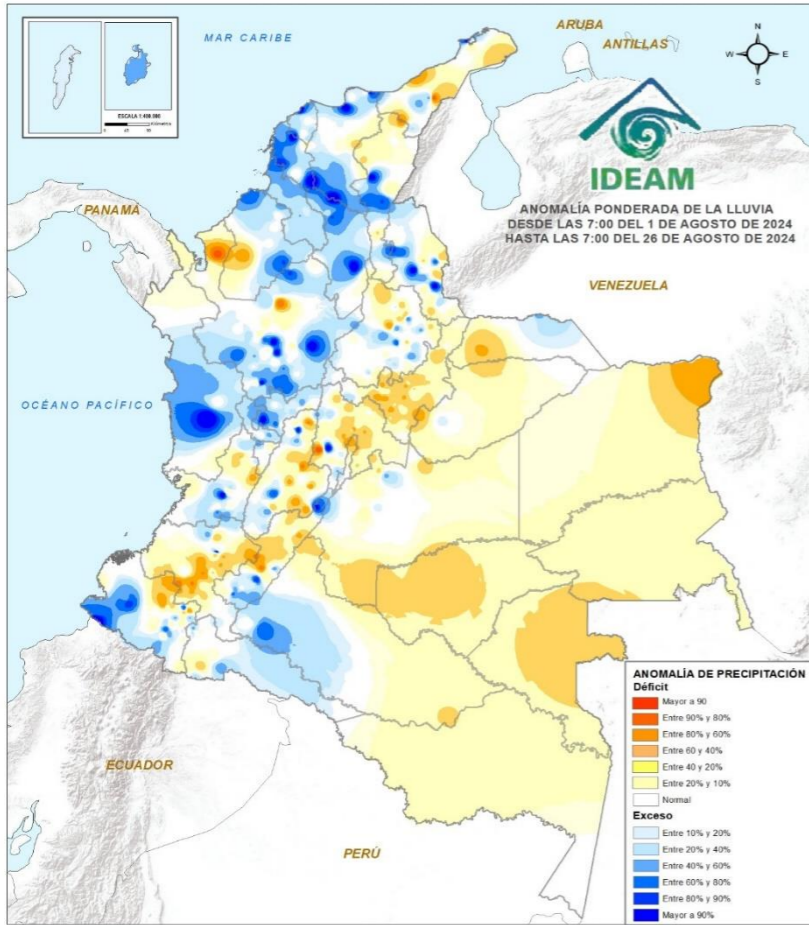 MAR CARIBE
ARUBA
ANTILLAS
N
W
E
S
ESCALA 1:400.000
IDEAM
ANOMALÍA PONDERADA DE LA LLUVIA
DESDE LAS 7:00 DEL 1 DE AGOSTO DE 2024
HASTA LAS 7:00 DEL 26 DE AGOSTO DE 2024
PANAMÁ
VENEZUELA
OCÉANO PACÍFICO
ECUADOR
PERÚ
ANOMALÍA DE PRECIPITACIÓN
Déficit
Mayor a 90
Entre 90% y 80%
Entre 80% y 60%
Entre 60 y 40%
Entre 40 y 20%
Entre 20% y 10%
Normal
Exceso
Entre 10% y 20%
Entre 20% y 40%
Entre 40% y 60%
Entre 60% y 80%
Entre 80% y 90%
Mayor a 90%